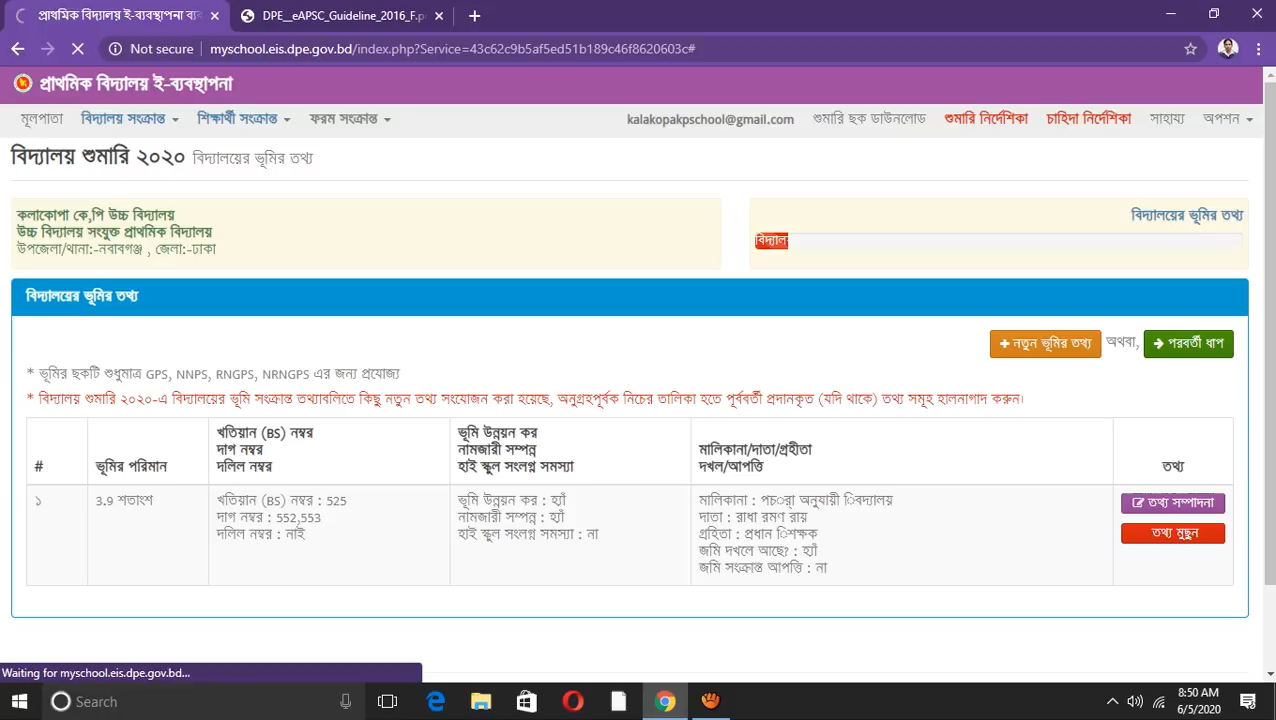 প্রাথমিক বিদ্যালয় ই-ব্যবস্থাপনা ব্যব
DPE__eAPSC_Guideline_2016_F.p
Not secure | myschool.eis.dpe.gov.bd/index.php?Service=43c62c9b5af5ed51b189c46f8620603c#
প্রাথমিক বিদ্যালয় ই-ব্যবস্থাপনা
মূলপাতা বিদ্যালয় সংক্রান্ত শিক্ষার্থী সংক্রান্ত ফরম সংক্রান্ত kalakopakpschool@gmail.com শুমারি ছক ডাউনলোড শুমারি নির্দেশিকা চাহিদা নির্দেশিকা সাহায্য অপশন
বিদ্যালয় শুমারি ২০২০ বিদ্যালয়ের ভূমির তথ্য
কলাকোপা কে,পি উচ্চ বিদ্যালয়
উচ্চ বিদ্যালয় সংযুক্ত প্রাথমিক বিদ্যালয়
উপজেলা/থানা:-নবাবগঞ্জ , জেলা:-ঢাকা
বিদ্যালয়ের ভূমির তথ্য
বিদ্যালয়ের ভূমির তথ্য
+ নতুন ভূমির তথ্য অথবা, পরবর্তী ধাপ
* ভূমির ছকটি শুধুমাত্র GPS, NNPS, RNGPS, NRNGPS এর জন্য প্রযোজ্য
* বিদ্যালয় শুমারি ২০২০-এ বিদ্যালয়ের ভূমি সংক্রান্ত তথ্যাবলিতে কিছু নতুন তথ্য সংযোজন করা হয়েছে, অনুগ্রহপূর্বক নিচের তালিকা হতে পূর্ববর্তী প্রদানকৃত (যদি থাকে) তথ্য সমূহ হালনাগাদ করুন।
#
ভূমির পরিমান
খতিয়ান (BS) নম্বর
দাগ নম্বর
দলিল নম্বর
ভূমি উন্নয়ন কর
নামজারী সম্পন্ন
হাই স্কুল সংলগ্ন সমস্যা
মালিকানা/দাতা/গ্রহীতা
দখল/আপত্তি
তথ্য
১
3.9 শতাংশ
খতিয়ান (BS) নম্বর : 525
দাগ নম্বর : 552,553
দলিল নম্বর : নাই
ভূমি উন্নয়ন কর : হ্যাঁ
নামজারী সম্পন্ন : হ্যাঁ
হাই স্কুল সংলগ্ন সমস্যা : না
মালিকানা : পচর্া অনুযায়ী িবদ্যালয়
দাতা : রাধা রমণ রায়
গ্রহিতা : প্রধান িশক্ষক
জমি দখলে আছে? : হ্যাঁ
জমি সংক্রান্ত আপত্তি : না
তথ্য সম্পাদনা
তথ্য মুছুন
Waiting for myschool.eis.dpe.gov.bd...
Search
8:50 AM
6/5/2020